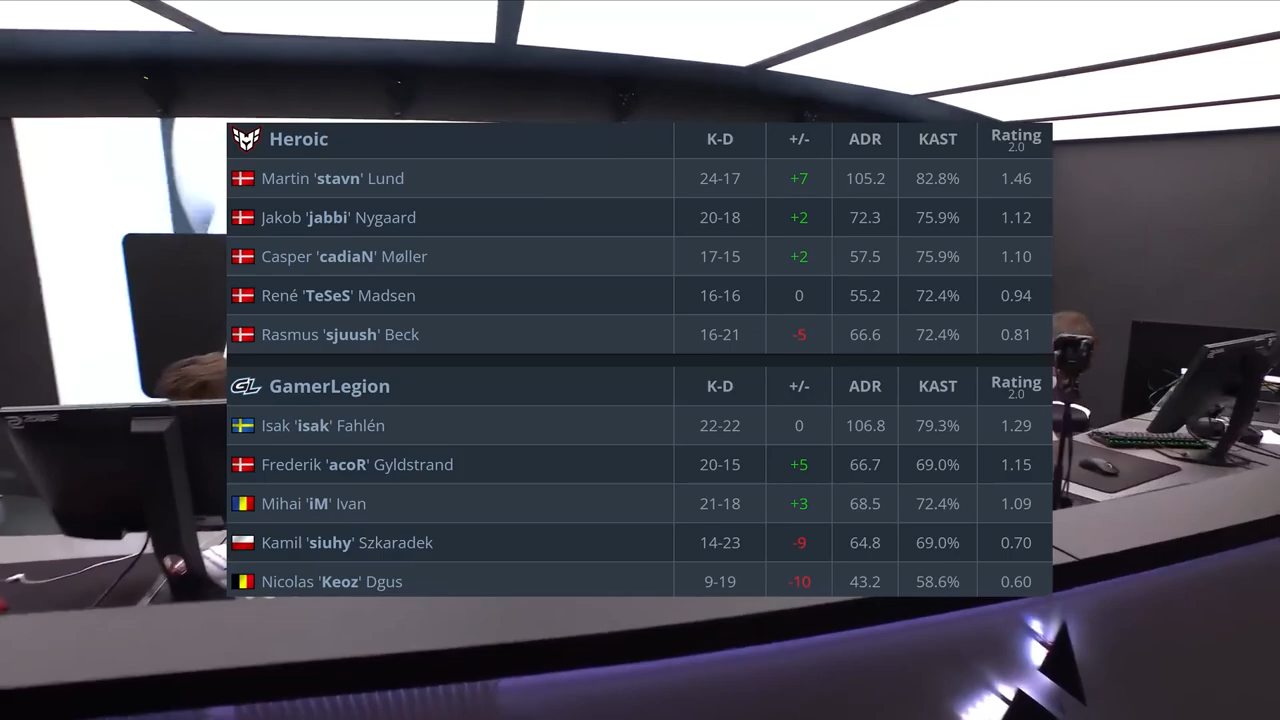 Heroic K-D +/- ADR KAST Rating 2.0
Martin 'stavn' Lund 24-17 +7 105.2 82.8% 1.46
Jakob 'jabbi' Nygaard 20-18 +2 72.3 75.9% 1.12
Casper 'cadiaN' Møller 17-15 +2 57.5 75.9% 1.10
René 'TeSeS' Madsen 16-16 0 55.2 72.4% 0.94
Rasmus 'sjuush' Beck 16-21 -5 66.6 72.4% 0.81
GL GamerLegion K-D +/- ADR KAST Rating 2.0
Isak 'isak' Fahlén 22-22 0 106.8 79.3% 1.29
Frederik 'acoR' Gyldstrand 20-15 +5 66.7 69.0% 1.15
Mihai 'iM' Ivan 21-18 +3 68.5 72.4% 1.09
Kamil 'siuhy' Szkaradek 14-23 -9 64.8 69.0% 0.70
Nicolas 'Keoz' Dgus 9-19 -10 43.2 58.6% 0.60